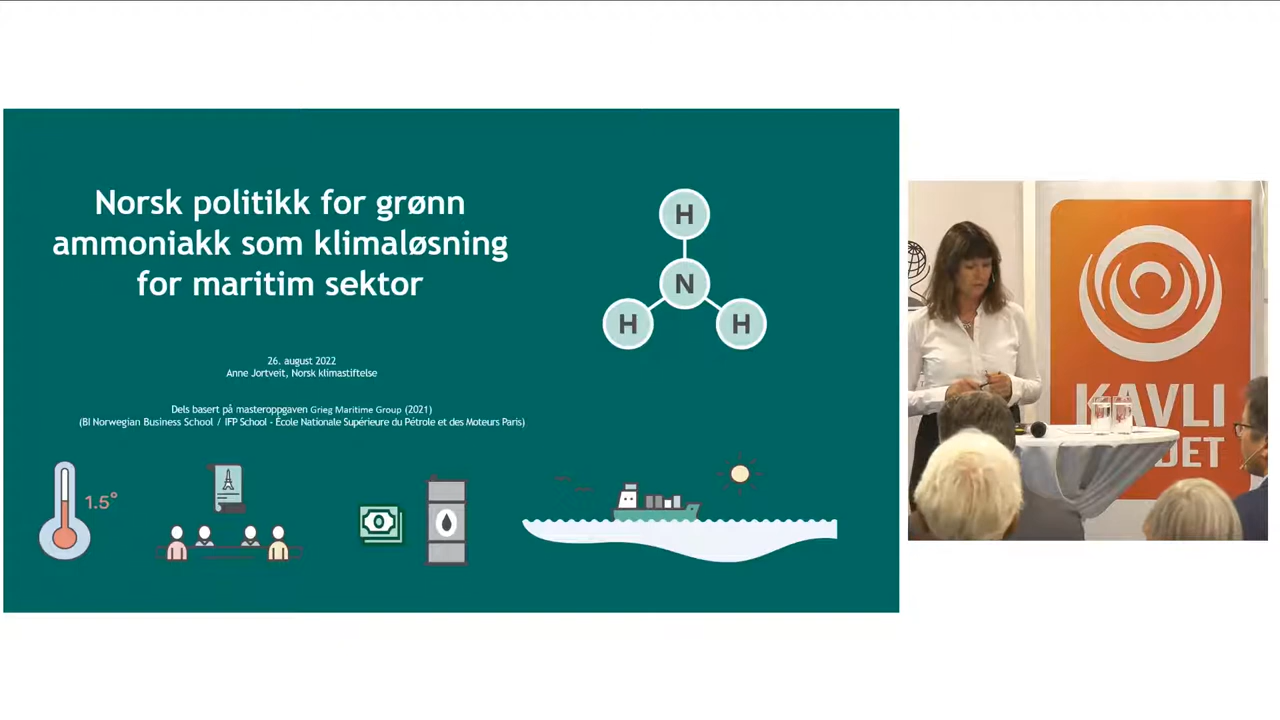 Norsk politikk for grønn
ammoniakk som klimaløsning
for maritim sektor
26. august 2022
Anne Jortveit, Norsk klimastiftelse
Dels basert på masteroppgaven Grieg Maritime Group (2021)
(BI Norwegian Business School / IFP School - École Nationale Supérieure du Pétrole et des Moteurs Paris)
H
N
H
H
1.5°
KAVLI
DET